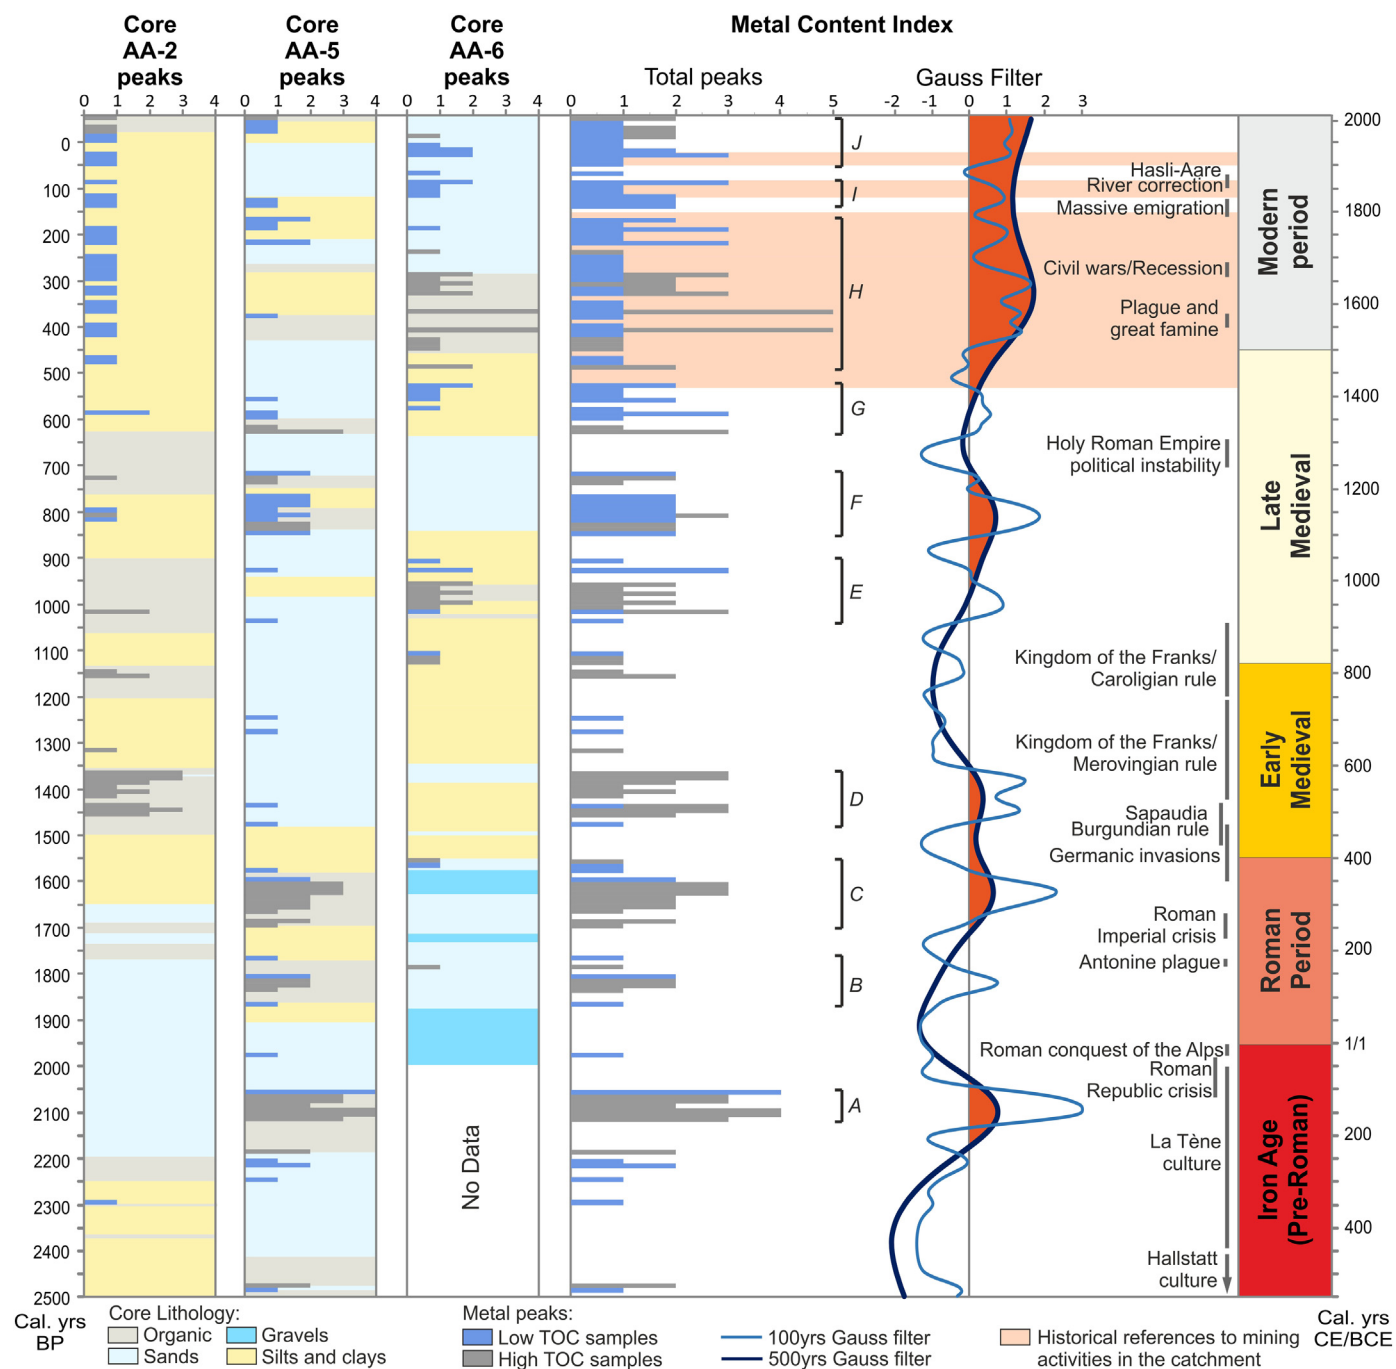 Core AA-2 peaks
Core AA-5 peaks
Core AA-6 peaks
Metal Content Index
Total peaks
Gauss Filter
0 1 2 3 4
0 1 2 3 4
0 1 2 3 4
0 1 2 3 4 5
-2 -1 0 1 2 3
0
100
200
300
400
500
600
700
800
900
1000
1100
1200
1300
1400
1500
1600
1700
1800
1900
2000
2100
2200
2300
2400
2500
Cal. yrs
BP
No Data
J
I
H
G
F
E
D
C
B
A
Hasli-Aare
River correction
Massive emigration
Civil wars/Recession
Plague and
great famine
Holy Roman Empire
political instability
Kingdom of the Franks/
Caroligian rule
Kingdom of the Franks/
Merovingian rule
Sapaudia
Burgundian rule
Germanic invasions
Roman
Imperial crisis
Antonine plague
Roman conquest of the Alps
Roman
Republic crisis
La Tène
culture
Hallstatt
culture
Modern
period
Late
Medieval
Early
Medieval
Roman
Period
Iron Age
(Pre-Roman)
2000
1800
1600
1400
1200
1000
800
600
400
200
1/1
200
400
Cal. yrs
CE/BCE
Core Lithology:
Organic
Gravels
Sands
Silts and clays
Metal peaks:
Low TOC samples
High TOC samples
100yrs Gauss filter
500yrs Gauss filter
Historical references to mining
activities in the catchment